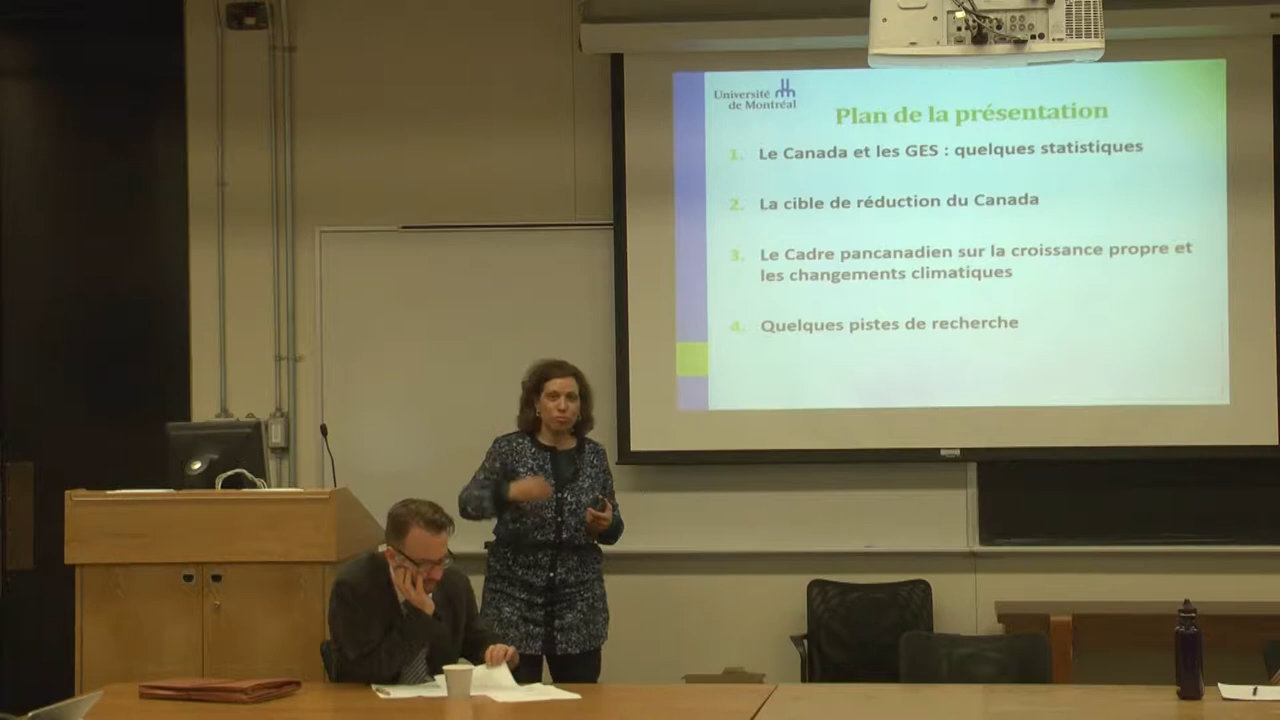 Université
de Montréal
Plan de la présentation
1. Le Canada et les GES : quelques statistiques
2. La cible de réduction du Canada
3. Le Cadre pancanadien sur la croissance propre et
les changements climatiques
4. Quelques pistes de recherche